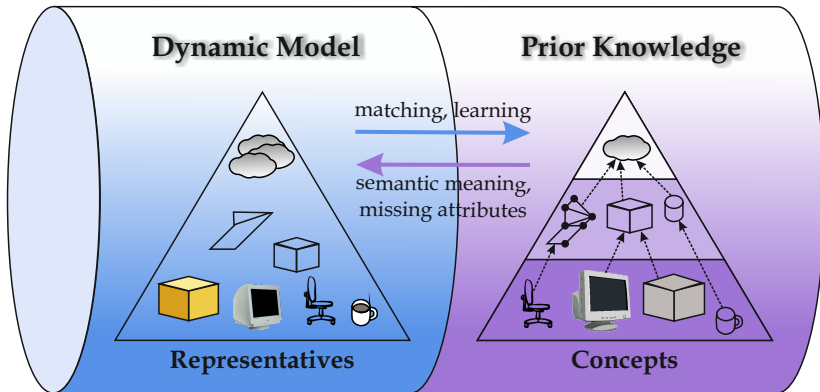 Dynamic Model
Prior Knowledge
matching, learning
semantic meaning,
missing attributes
Representatives
Concepts